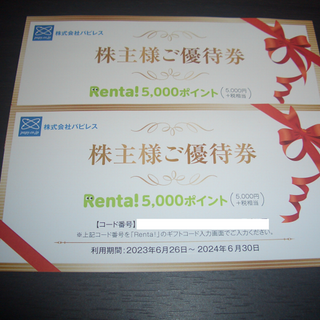 株式会社パピレス
株主様ご優待券
Renta! 5,000ポイント (5,000円+税相当)
株式会社パピレス
株主様ご優待券
Renta! 5,000ポイント (5,000円+税相当)
【コード番号】
※上記コード番号を「Renta!」のギフトコード入力画面でご入力ください。
利用期間:2023年6月26日~2024年6月30日